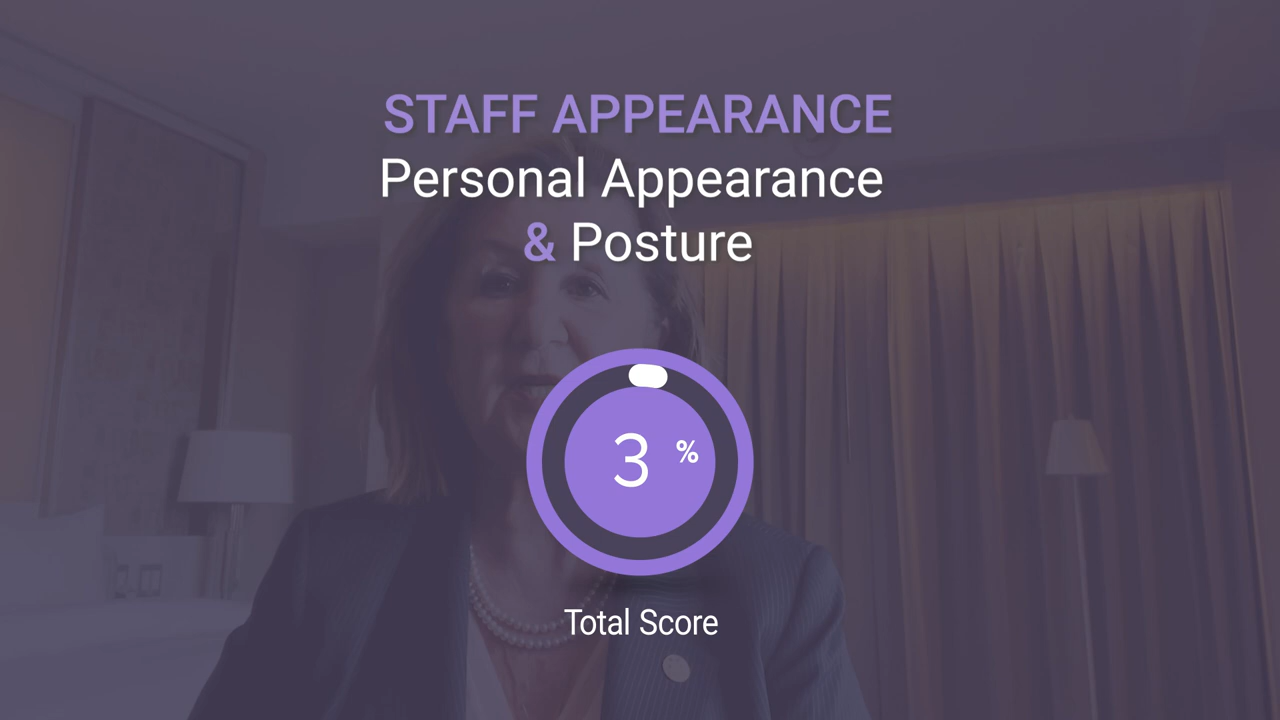 STAFF APPEARANCE
Personal Appearance
& Posture
3 %
Total Score